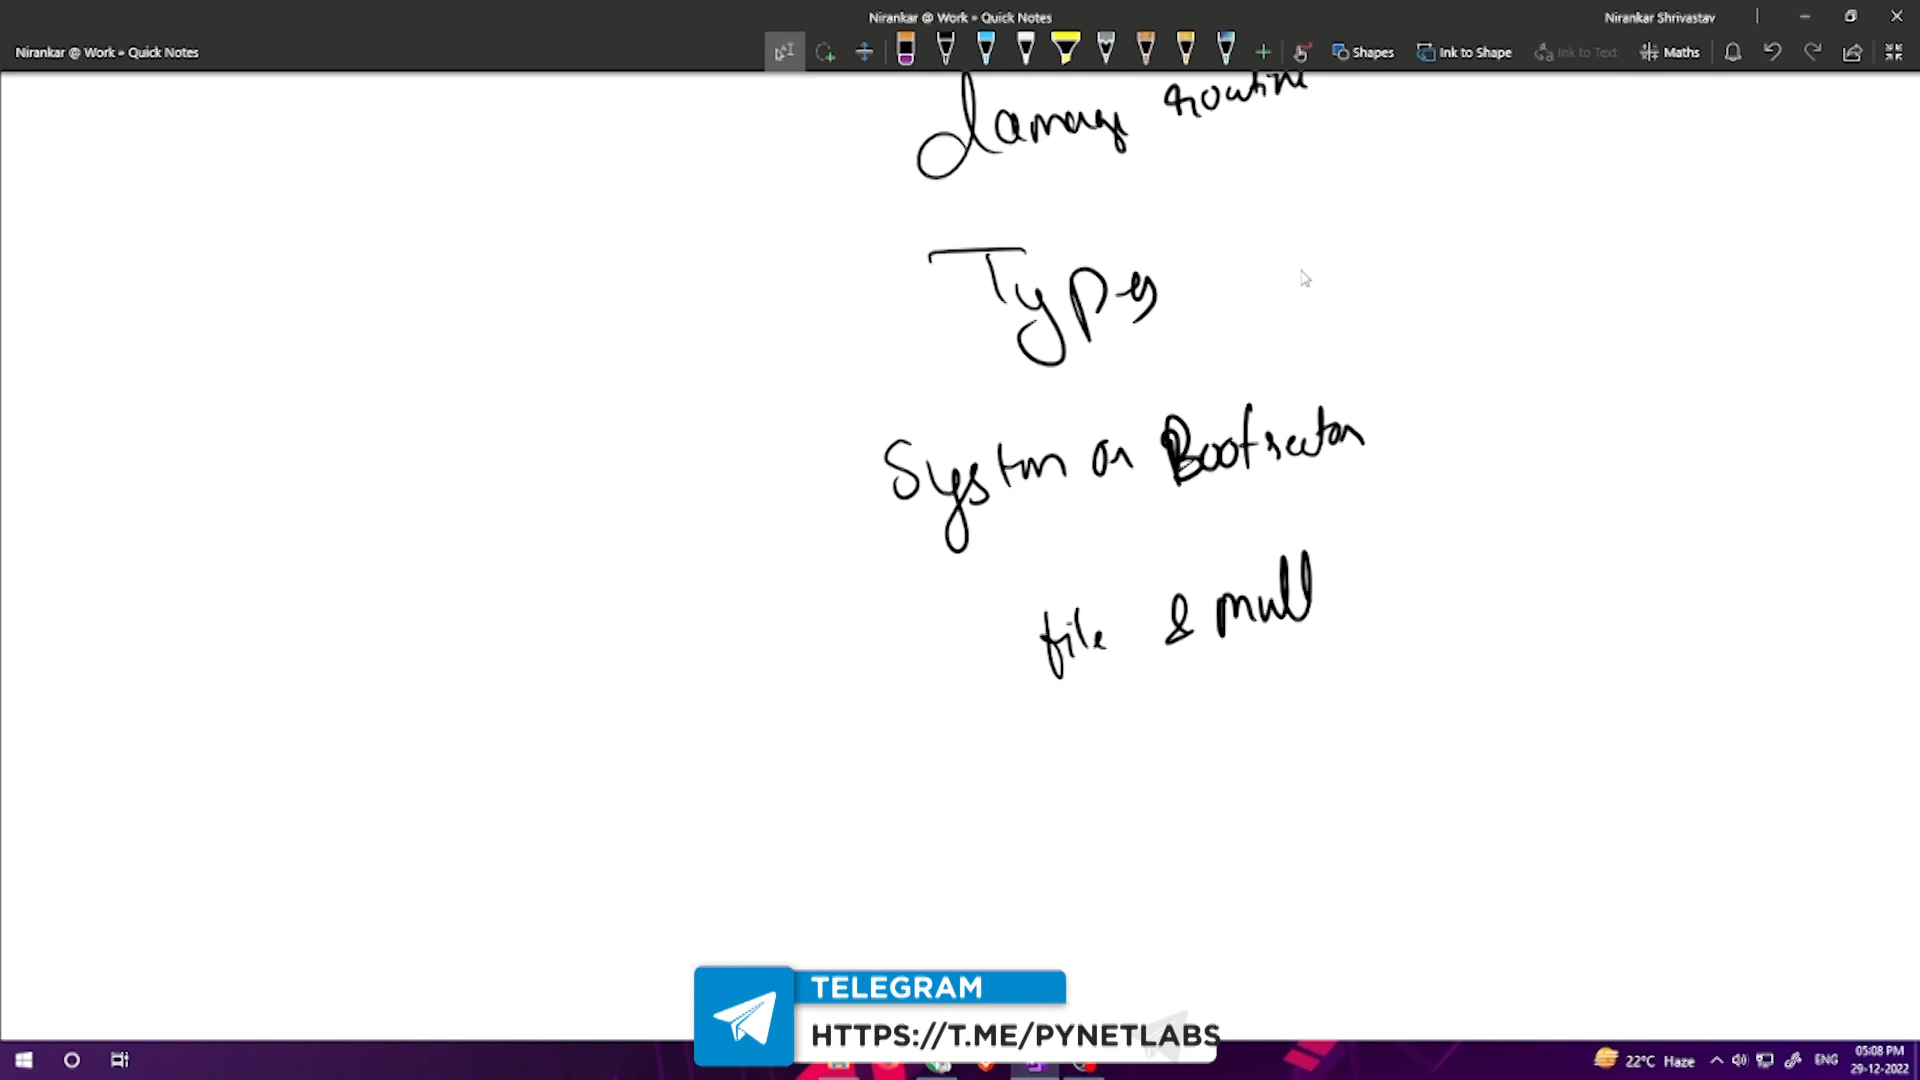 Nirankar @ Work » Quick Notes
Nirankar Shrivastav
Nirankar @ Work » Quick Notes
Shapes
Ink to Shape
Ink to Text
Maths
damage routine
Types
System or Bootsector
file & mull
TELEGRAM
HTTPS://T.ME/PYNETLABS
22°C Haze
ENG
05:08 PM
29-12-2022